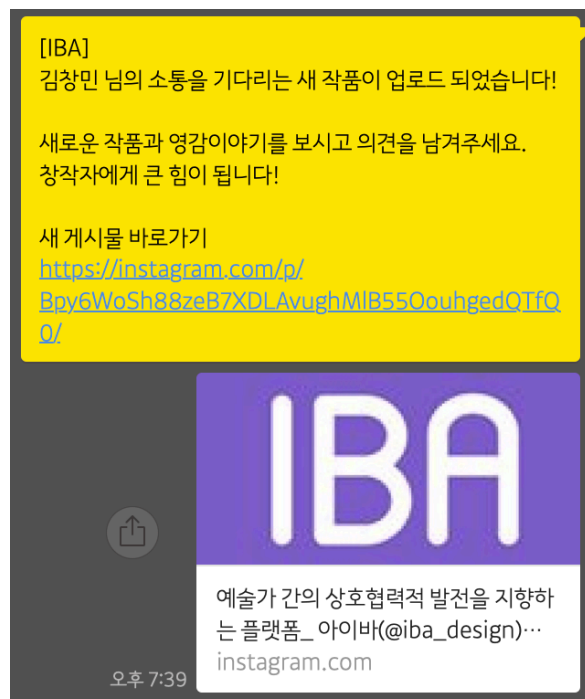 [IBA]
김창민 님의 소통을 기다리는 새 작품이 업로드 되었습니다!
새로운 작품과 영감이야기를 보시고 의견을 남겨주세요.
창작자에게 큰 힘이 됩니다!
새 게시물 바로가기
https://instagram.com/p/
Bpy6WoSh88zeB7XDLAvughMlB55OouhgedQTfQ
0/
IBA
예술가 간의 상호협력적 발전을 지향하
는 플랫폼_ 아이바(@iba_design)…
instagram.com
오후 7:39